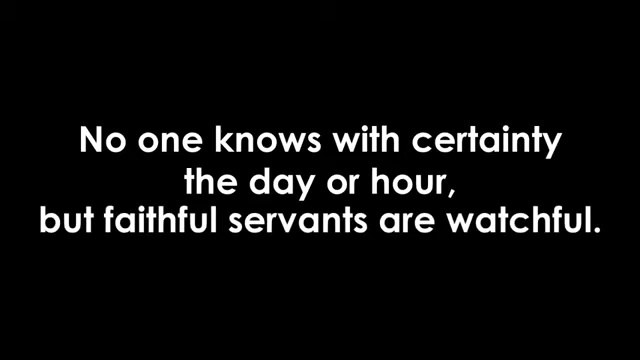 No one knows with certainty
the day or hour,
but faithful servants are watchful.